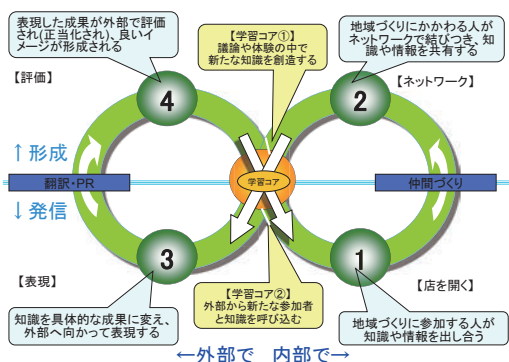 表現した成果が外部で評価
され(正当化され)、良いイ
メージが形成される
【学習コア①】
議論や体験の中で
新たな知識を創造する
地域づくりにかかわる人が
ネットワークで結びつき、知
識や情報を共有する
【評価】
【ネットワーク】
4
2
↑形成
翻訳・PR
学習コア
仲間づくり
↓発信
3
1
【表現】
【店を開く】
知識を具体的な成果に変え、
外部へ向かって表現する
【学習コア②】
外部から新たな参加者
と知識を呼び込む
地域づくりに参加する人が
知識や情報を出し合う
←外部で 内部で→